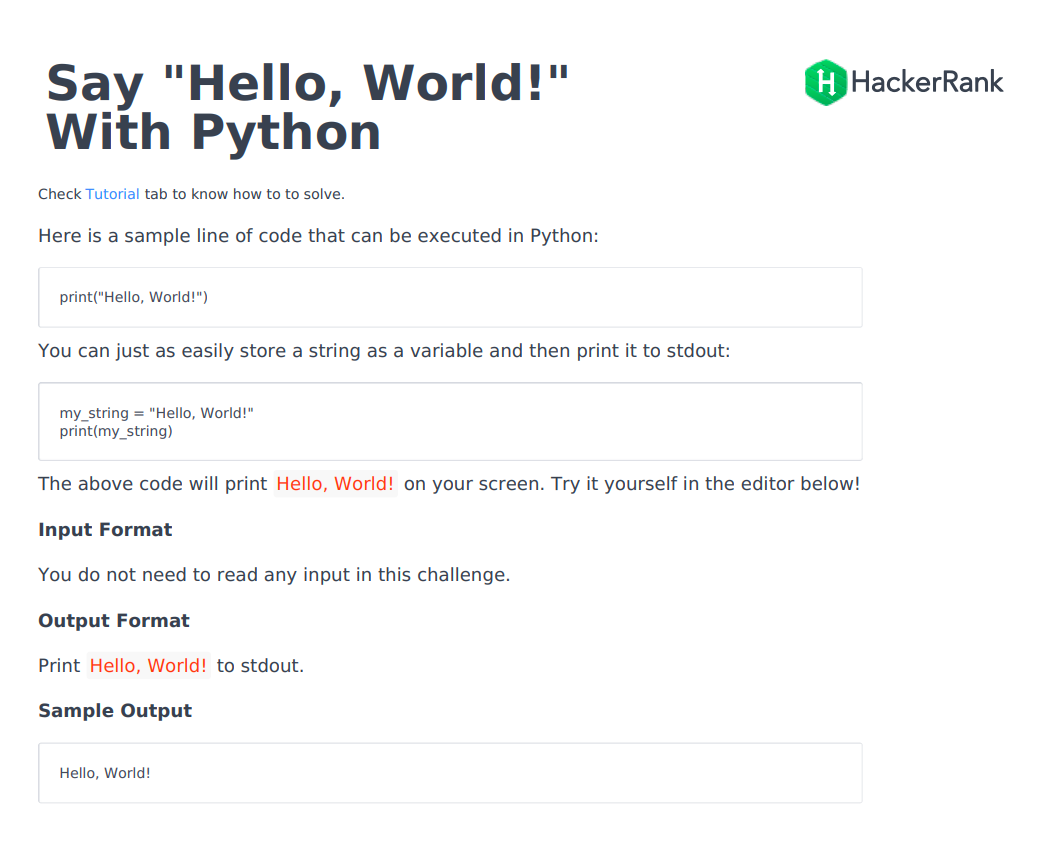 Say "Hello, World!"
With Python
HackerRank
Check Tutorial tab to know how to to solve.
Here is a sample line of code that can be executed in Python:
print("Hello, World!")
You can just as easily store a string as a variable and then print it to stdout:
my_string = "Hello, World!"
print(my_string)
The above code will print Hello, World! on your screen. Try it yourself in the editor below!
Input Format
You do not need to read any input in this challenge.
Output Format
Print Hello, World! to stdout.
Sample Output
Hello, World!